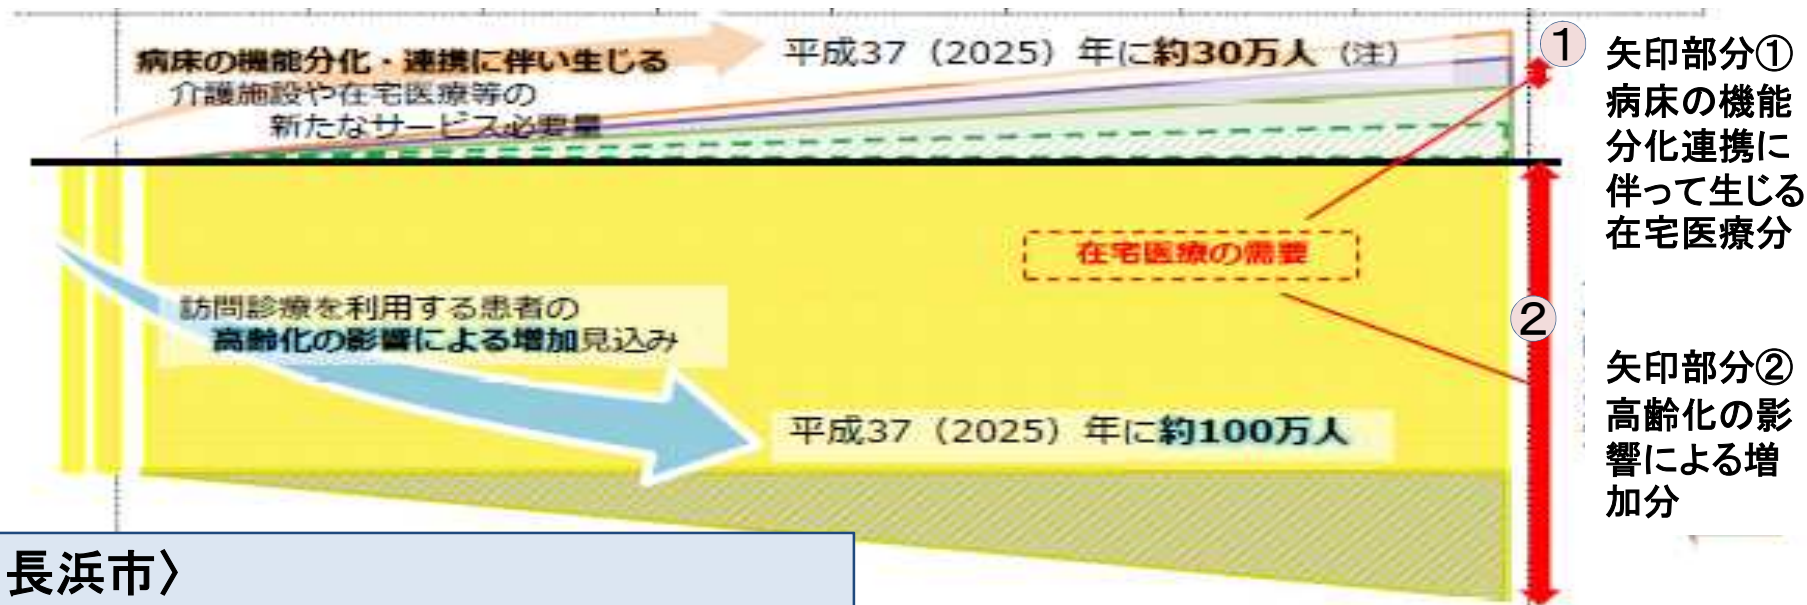 病床の機能分化・連携に伴い生じる
介護施設や在宅医療等の
新たなサービス必要量
平成37（2025）年に約30万人（注）
①
矢印部分①
病床の機能
分化連携に
伴って生じる
在宅医療分
在宅医療の需要
訪問診療を利用する患者の
高齢化の影響による増加見込み
②
平成37（2025）年に約100万人
矢印部分②
高齢化の影
響による増
加分
長浜市〉